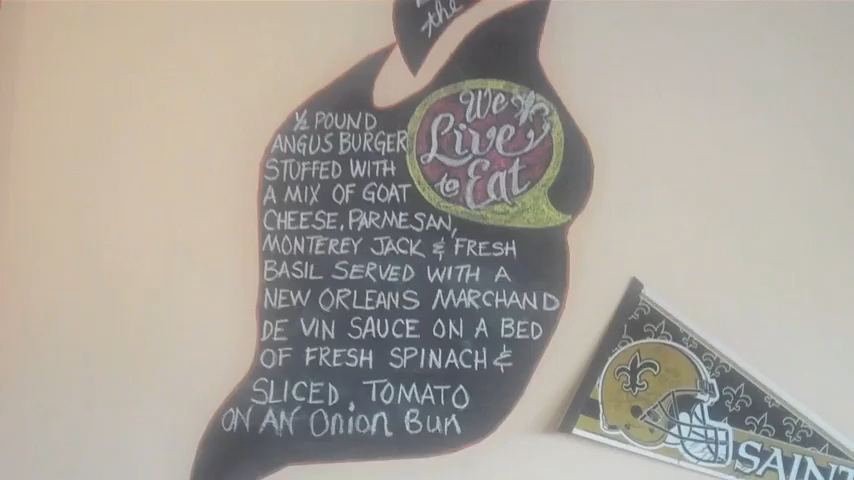 the
We
Live
to Eat
½ POUND
ANGUS BURGER
STUFFED WITH
A MIX OF GOAT
CHEESE, PARMESAN,
MONTEREY JACK & FRESH
BASIL SERVED WITH A
NEW ORLEANS MARCHAND
DE VIN SAUCE ON A BED
OF FRESH SPINACH &
SLICED TOMATO
ON AN Onion Bun
SAINT